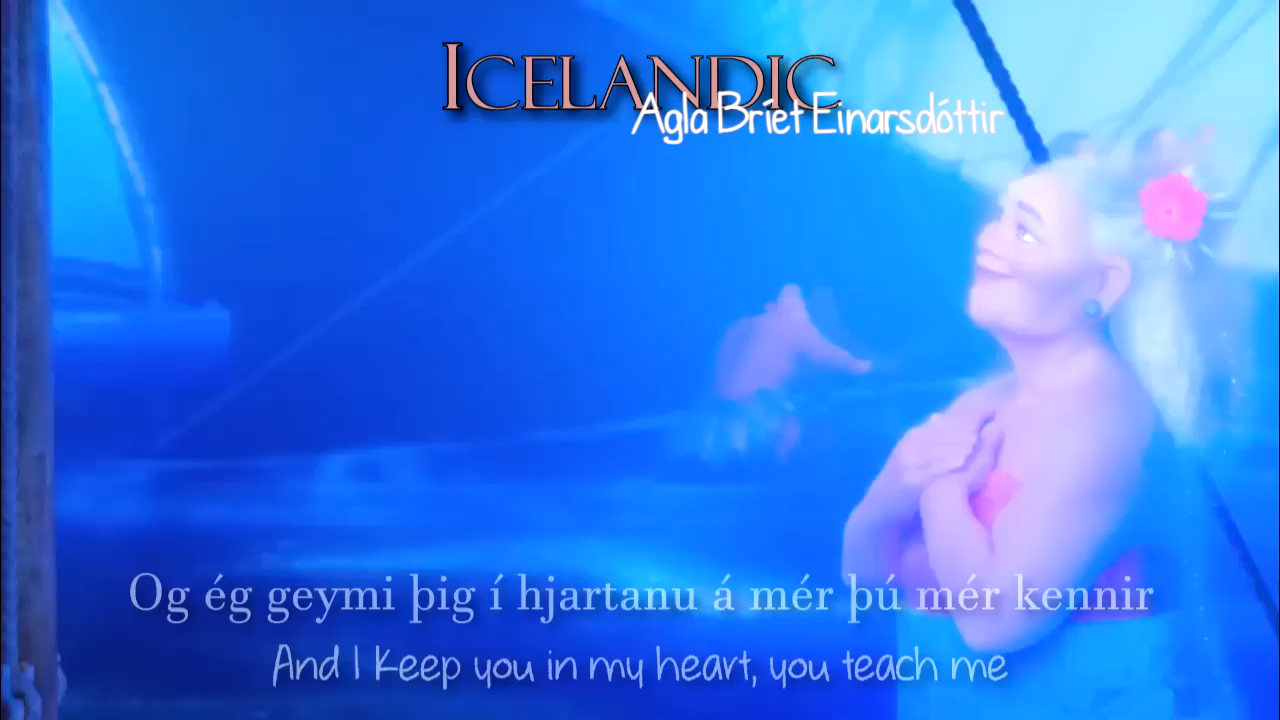 Icelandic
Agla Bríet Einarsdóttir
Og ég geymi þig í hjartanu á mér þú mér kennir
And I keep you in my heart, you teach me